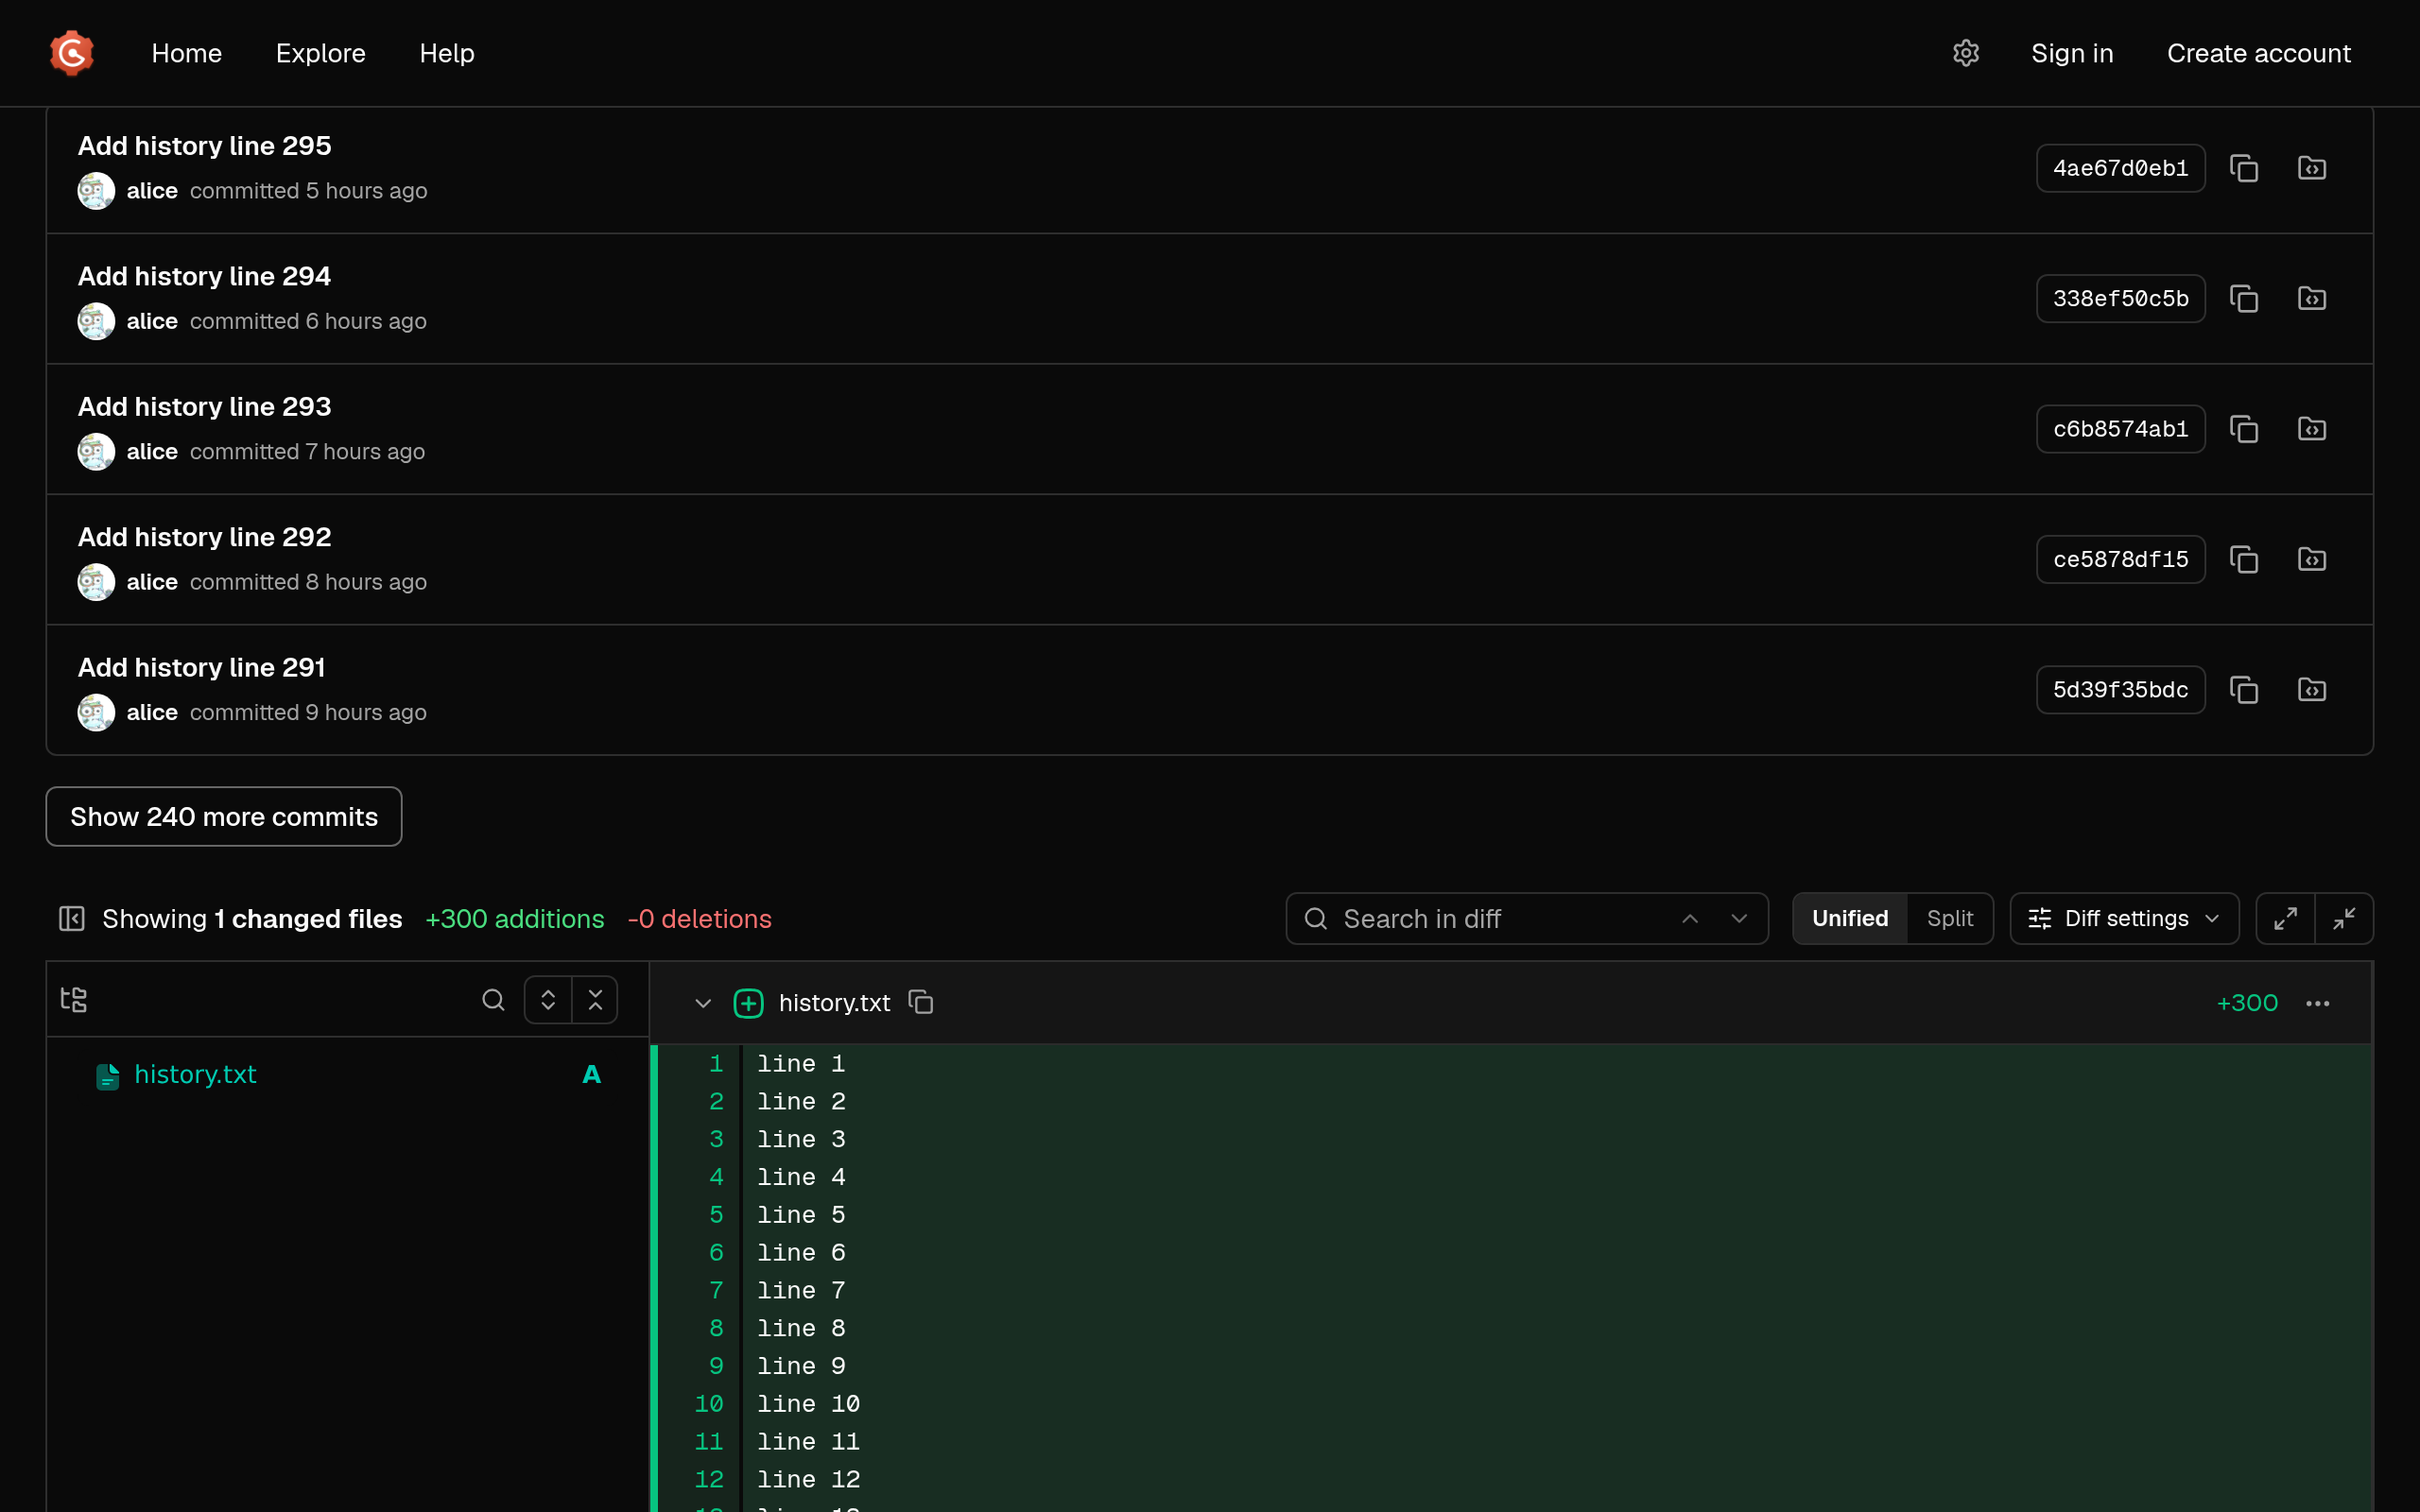 Home Explore Help Sign in Create account
Add history line 295
alice committed 5 hours ago
4ae67d0eb1
Add history line 294
alice committed 6 hours ago
338ef50c5b
Add history line 293
alice committed 7 hours ago
c6b8574ab1
Add history line 292
alice committed 8 hours ago
ce5878df15
Add history line 291
alice committed 9 hours ago
5d39f35bdc
Show 240 more commits
Showing 1 changed files +300 additions -0 deletions
Search in diff Unified Split Diff settings
history.txt A
history.txt +300
1 line 1
2 line 2
3 line 3
4 line 4
5 line 5
6 line 6
7 line 7
8 line 8
9 line 9
10 line 10
11 line 11
12 line 12